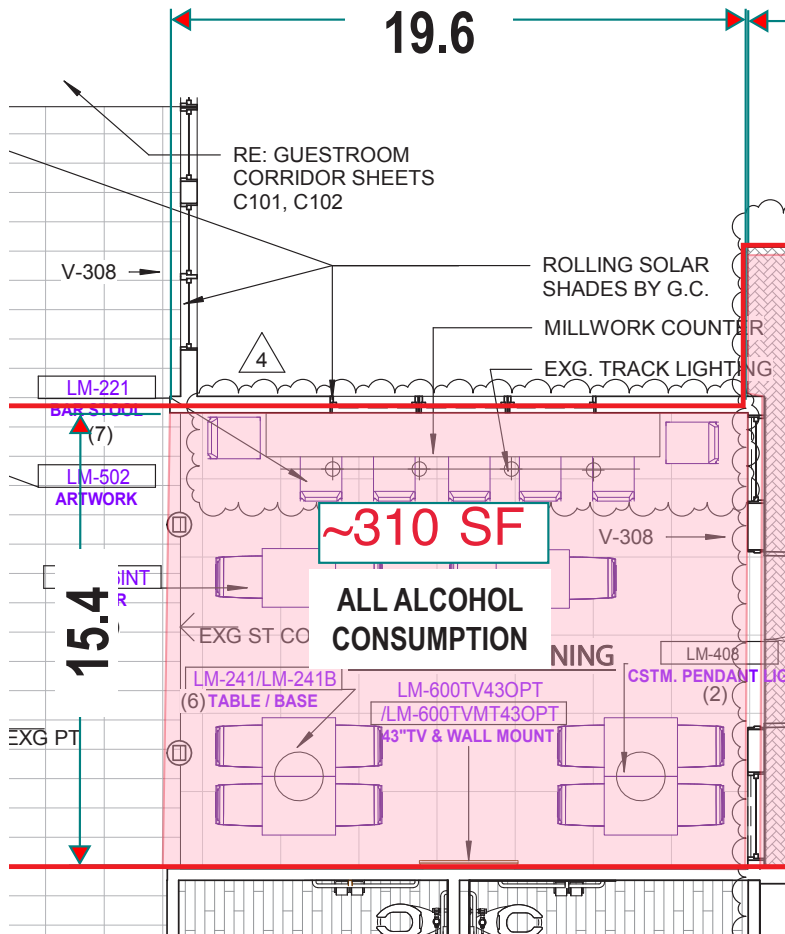 19.6
RE: GUESTROOM
CORRIDOR SHEETS
C101, C102
V-308
ROLLING SOLAR
SHADES BY G.C.
MILLWORK COUNTER
4
EXG. TRACK LIGHTING
LM-221
BAR STOOL
(7)
LM-502
ARTWORK
~310 SF
V-308
15.4
ALL ALCOHOL
CONSUMPTION
EXG ST CO
NING
LM-408
CSTM. PENDANT LIG
(2)
LM-241/LM-241B
(6) TABLE / BASE
LM-600TV43OPT
/LM-600TVMT43OPT
43"TV & WALL MOUNT
EXG PT